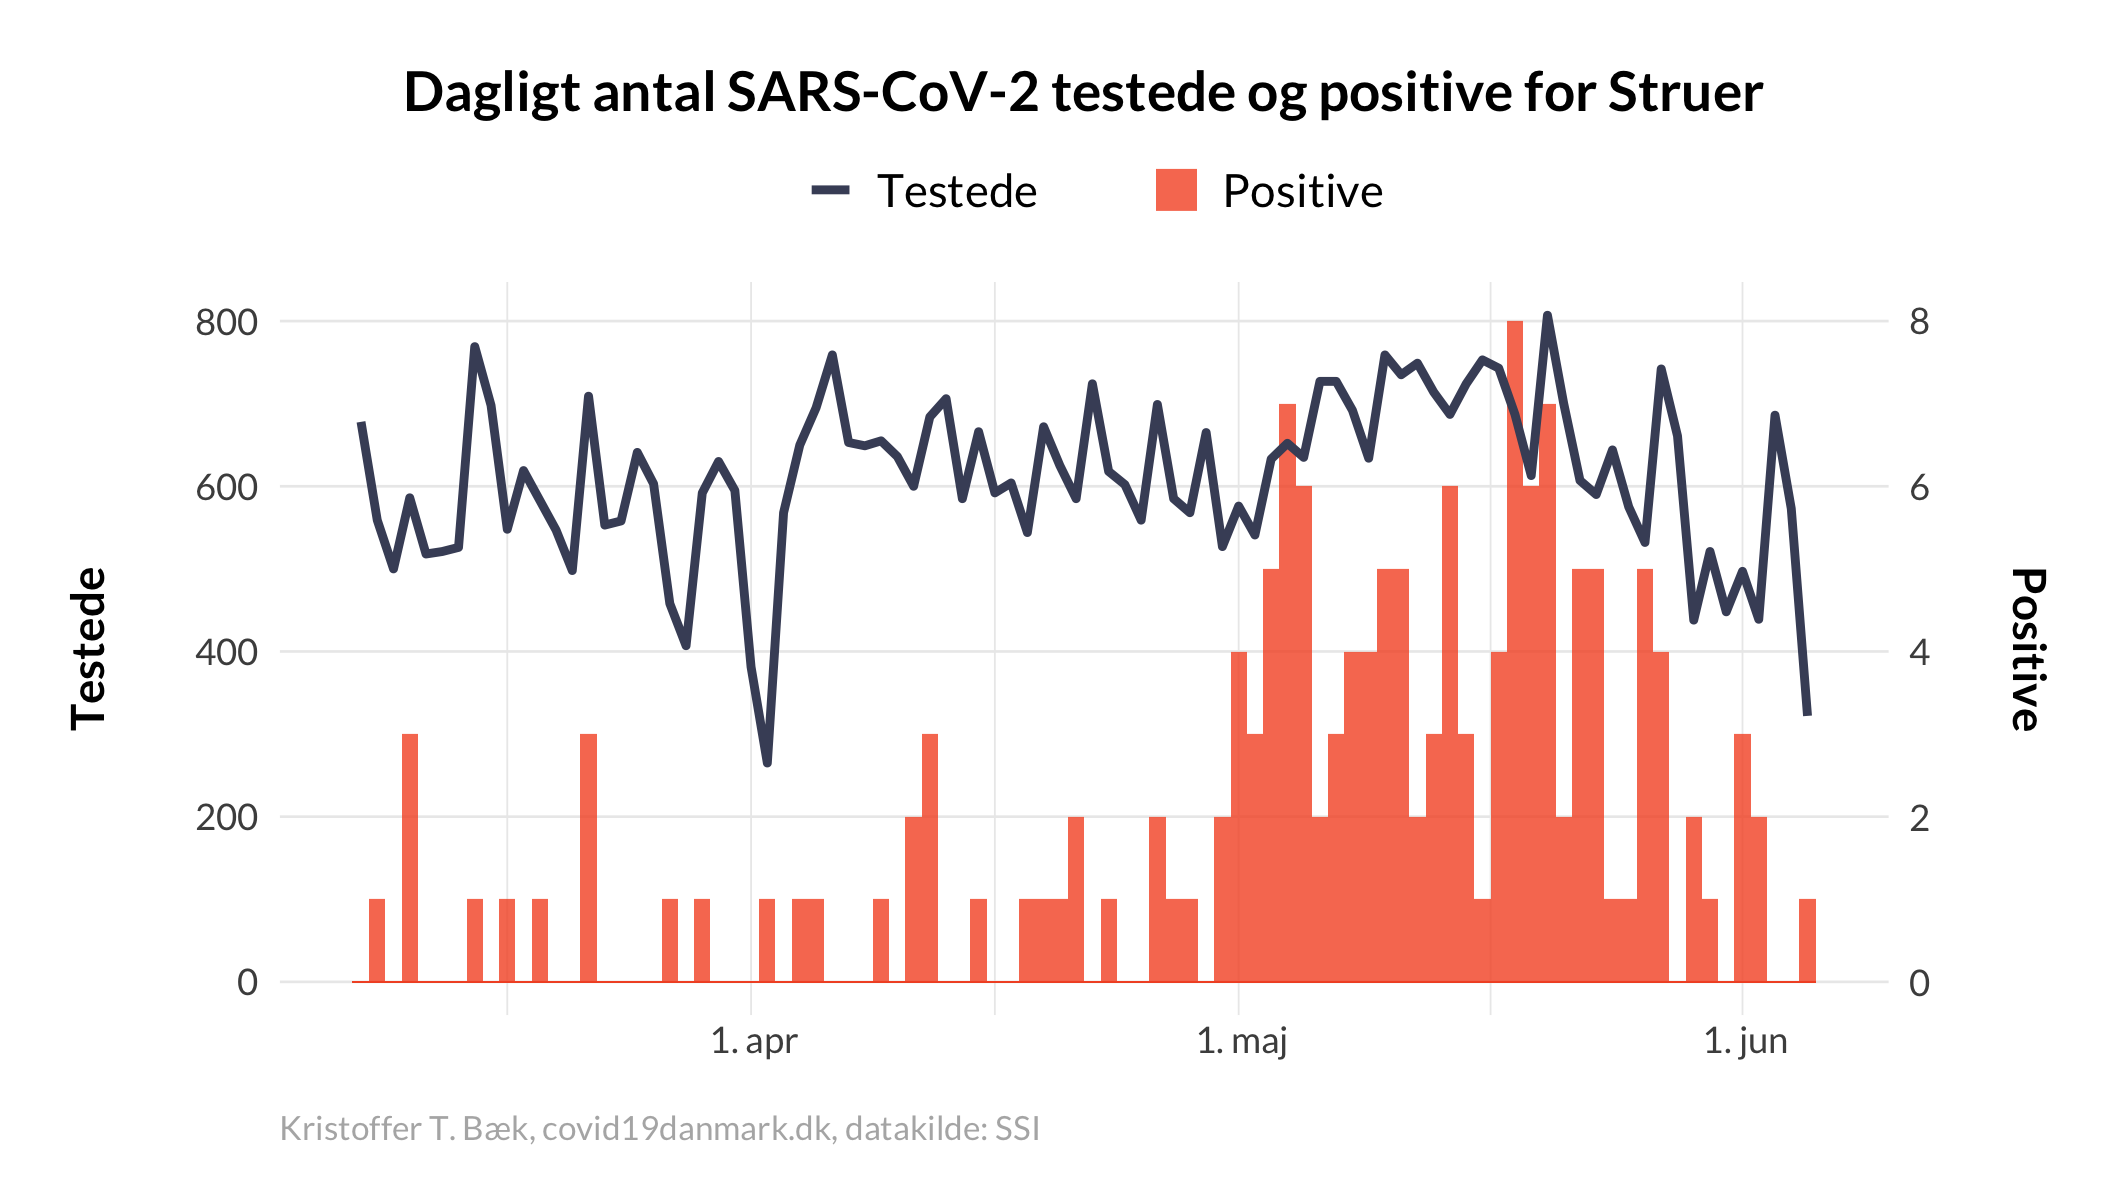 Dagligt antal SARS-CoV-2 testede og positive for Struer
Testede
Positive
800
600
400
200
0
8
6
4
2
0
Testede
Positive
1. apr
1. maj
1. jun
Kristoffer T. Bæk, covid19danmark.dk, datakilde: SSI